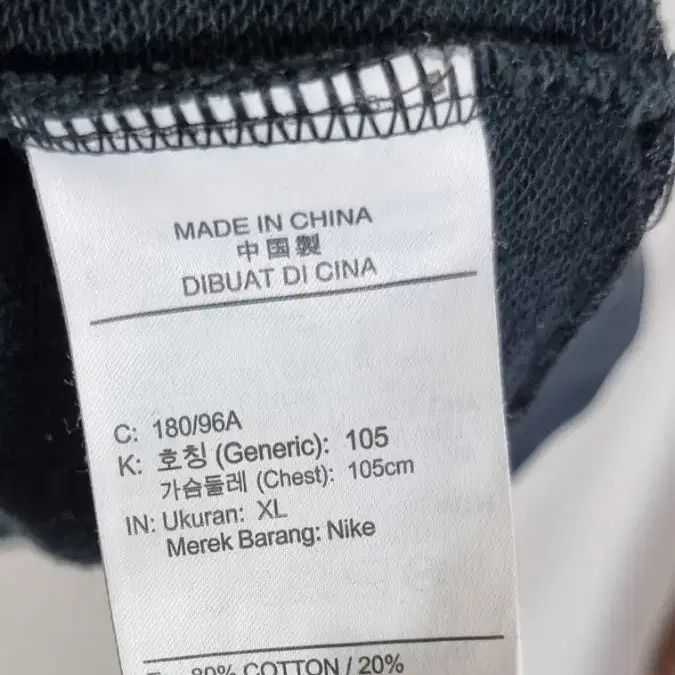 MADE IN CHINA
中国製
DIBUAT DI CINA
C: 180/96A
K: 호칭 (Generic): 105
가슴둘레 (Chest): 105cm
IN: Ukuran: XL
Merek Barang: Nike
80% COTTON / 20%